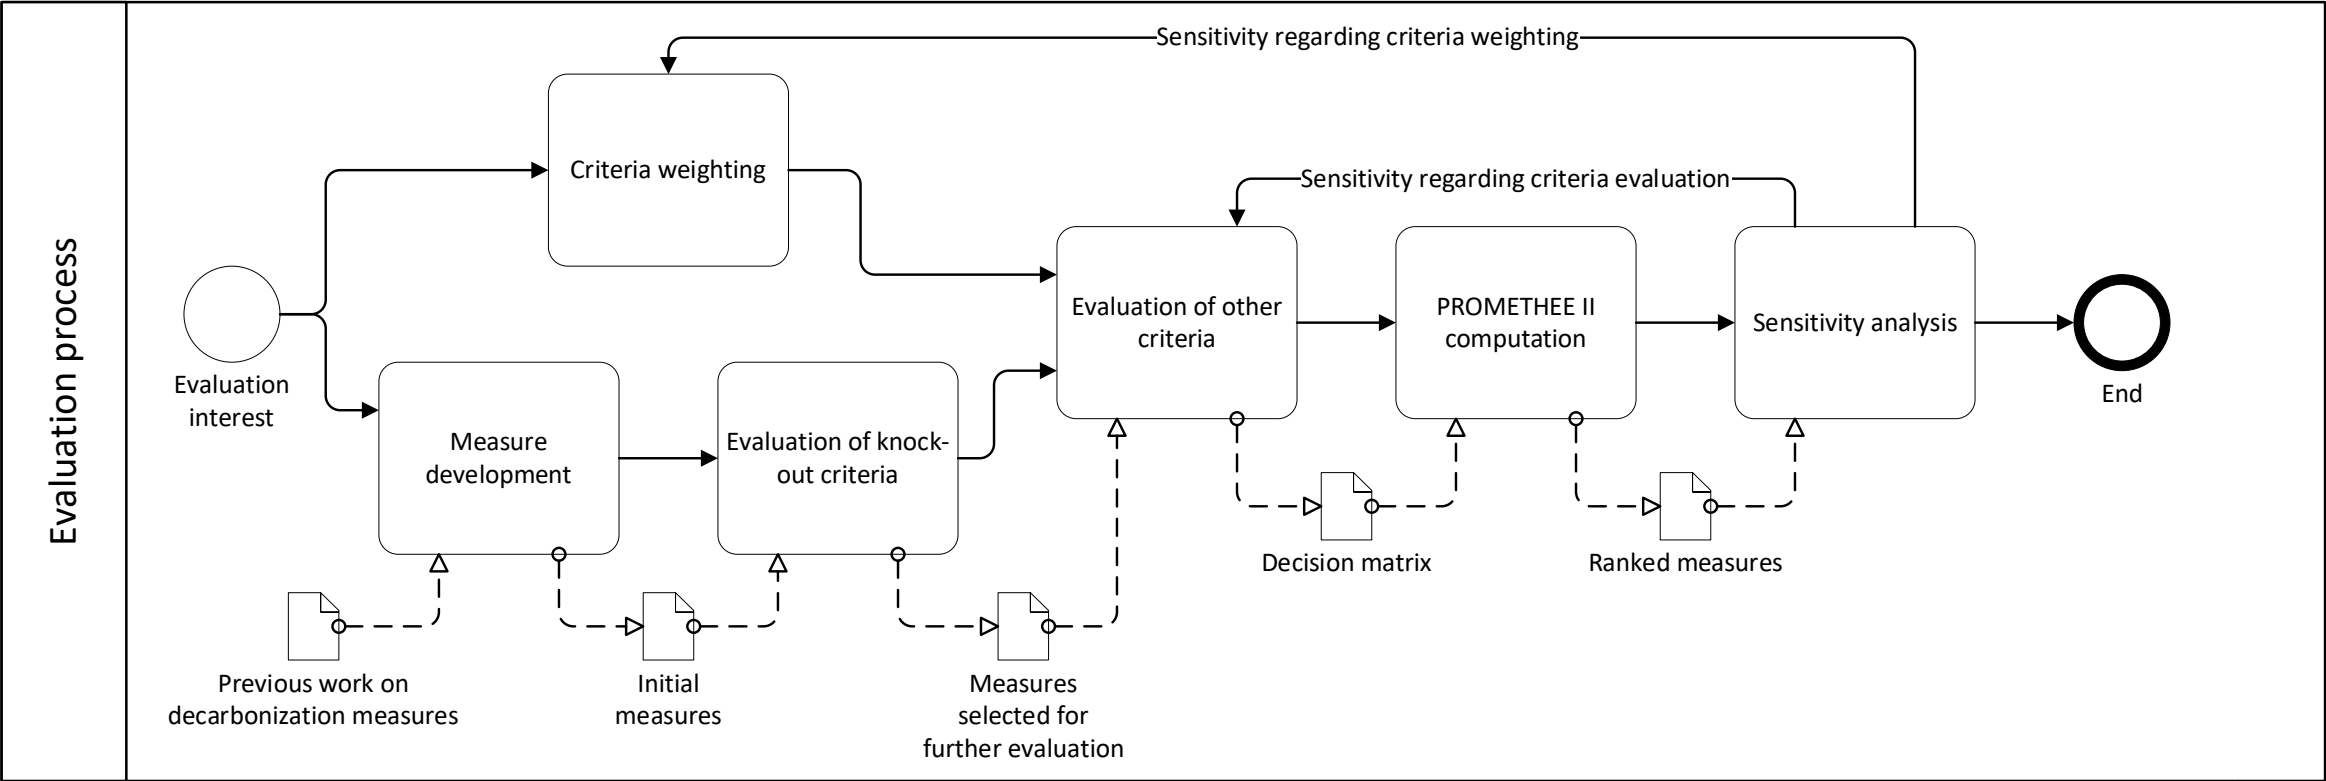 Evaluation process
Sensitivity regarding criteria weighting
Criteria weighting
Sensitivity regarding criteria evaluation
Evaluation
interest
Measure
development
Evaluation of knock-
out criteria
Evaluation of other
criteria
PROMETHEE II
computation
Sensitivity analysis
End
Previous work on
decarbonization measures
Initial
measures
Measures
selected for
further evaluation
Decision matrix
Ranked measures